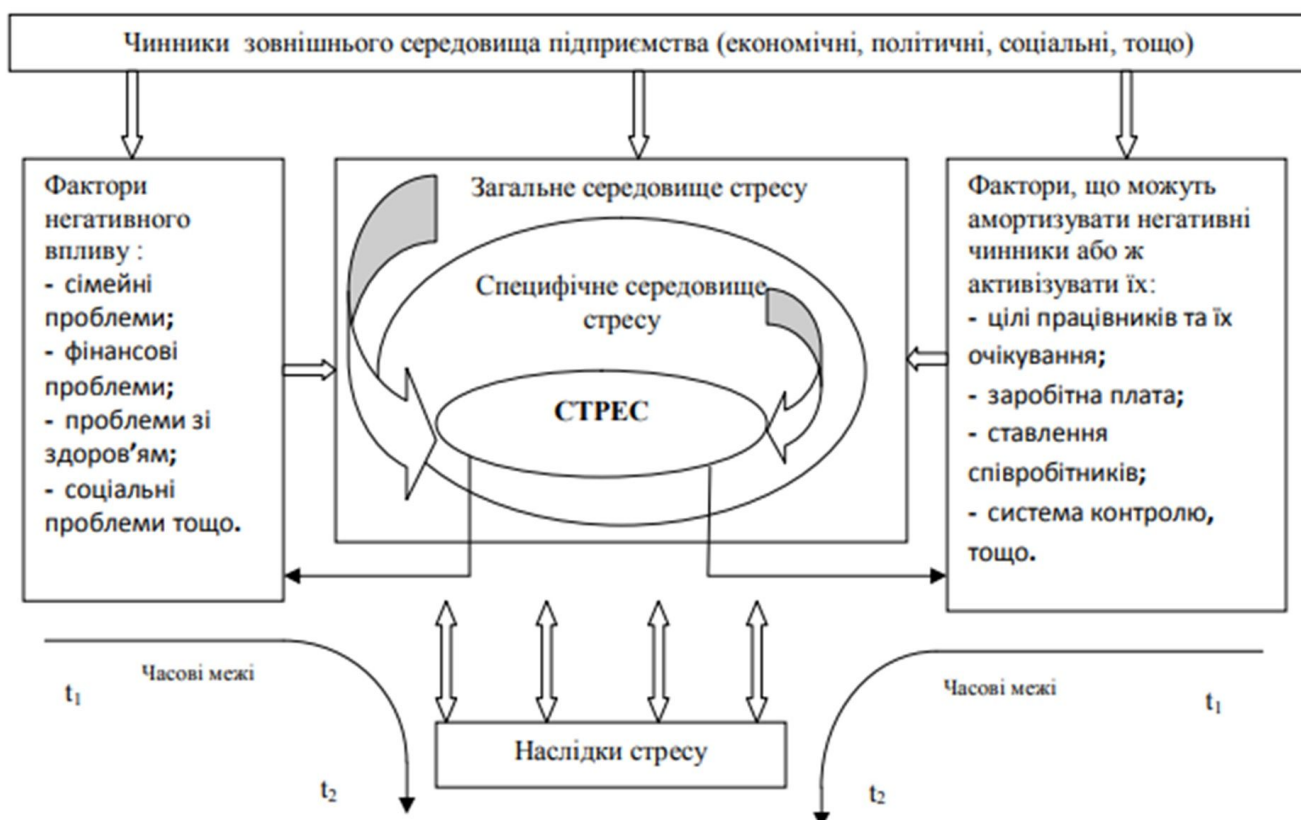 Чинники зовнішнього середовища підприємства (економічні, політичні, соціальні, тощо)
Фактори
негативного
впливу :
- сімейні
проблеми;
- фінансові
проблеми;
- проблеми зі
здоров'ям;
- соціальні
проблеми тощо.
Загальне середовище стресу
Специфічне середовище
стресу
СТРЕС
Фактори, що можуть
амортизувати негативні
чинники або ж
активізувати їх:
- цілі працівників та їх
очікування;
- заробітна плата;
- ставлення
співробітників;
- система контролю,
тощо.
Часові межі
t₁
t₂
Наслідки стресу
Часові межі
t₁
t₂